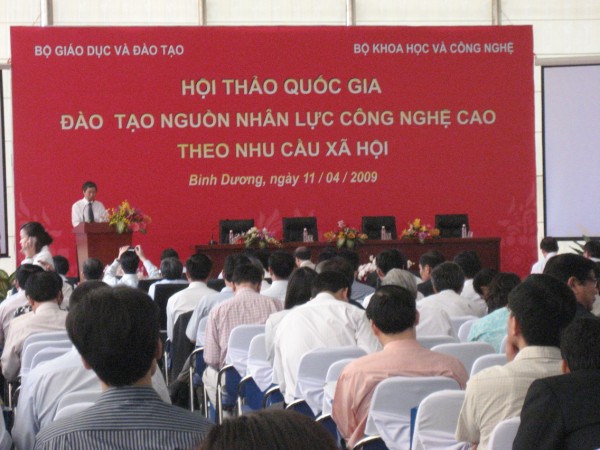 BỘ GIÁO DỤC VÀ ĐÀO TẠO
BỘ KHOA HỌC VÀ CÔNG NGHỆ
HỘI THẢO QUỐC GIA
ĐÀO TẠO NGUỒN NHÂN LỰC CÔNG NGHỆ CAO
THEO NHU CẦU XÃ HỘI
Bình Dương, ngày 11 / 04 / 2009